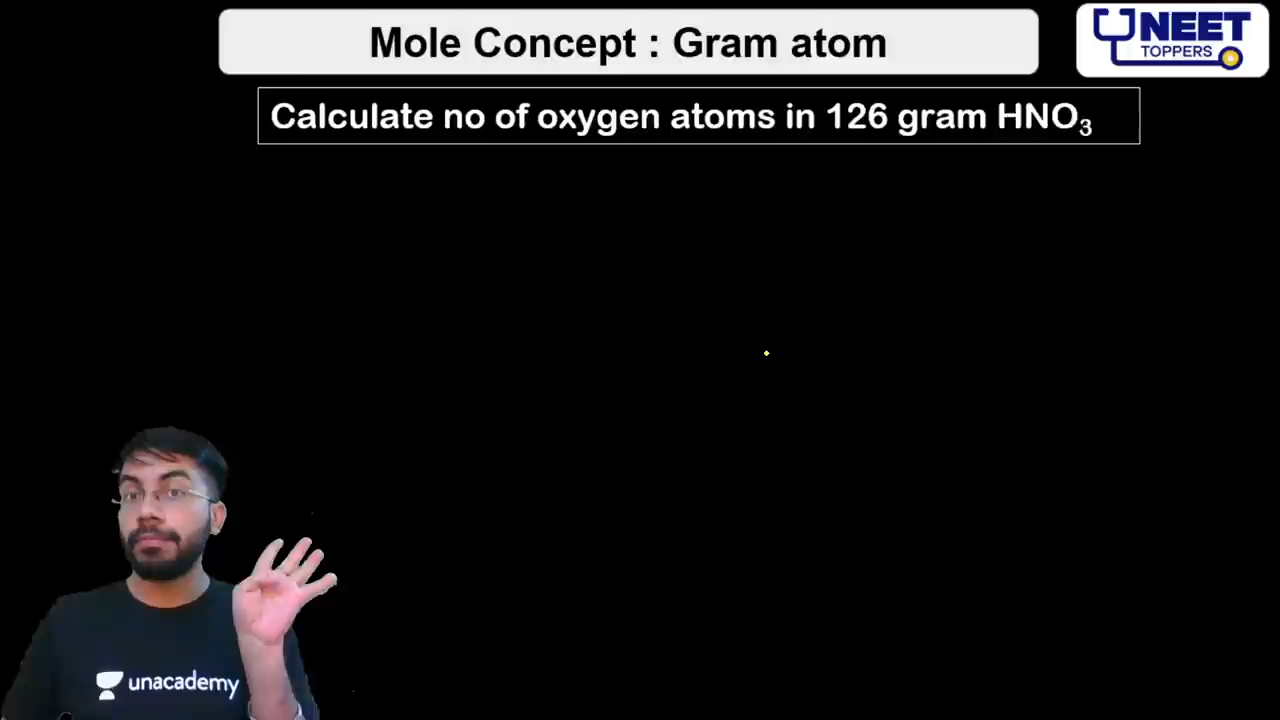 Mole Concept : Gram atom
NEET
TOPPERS
Calculate no of oxygen atoms in 126 gram HNO₃
unacademy